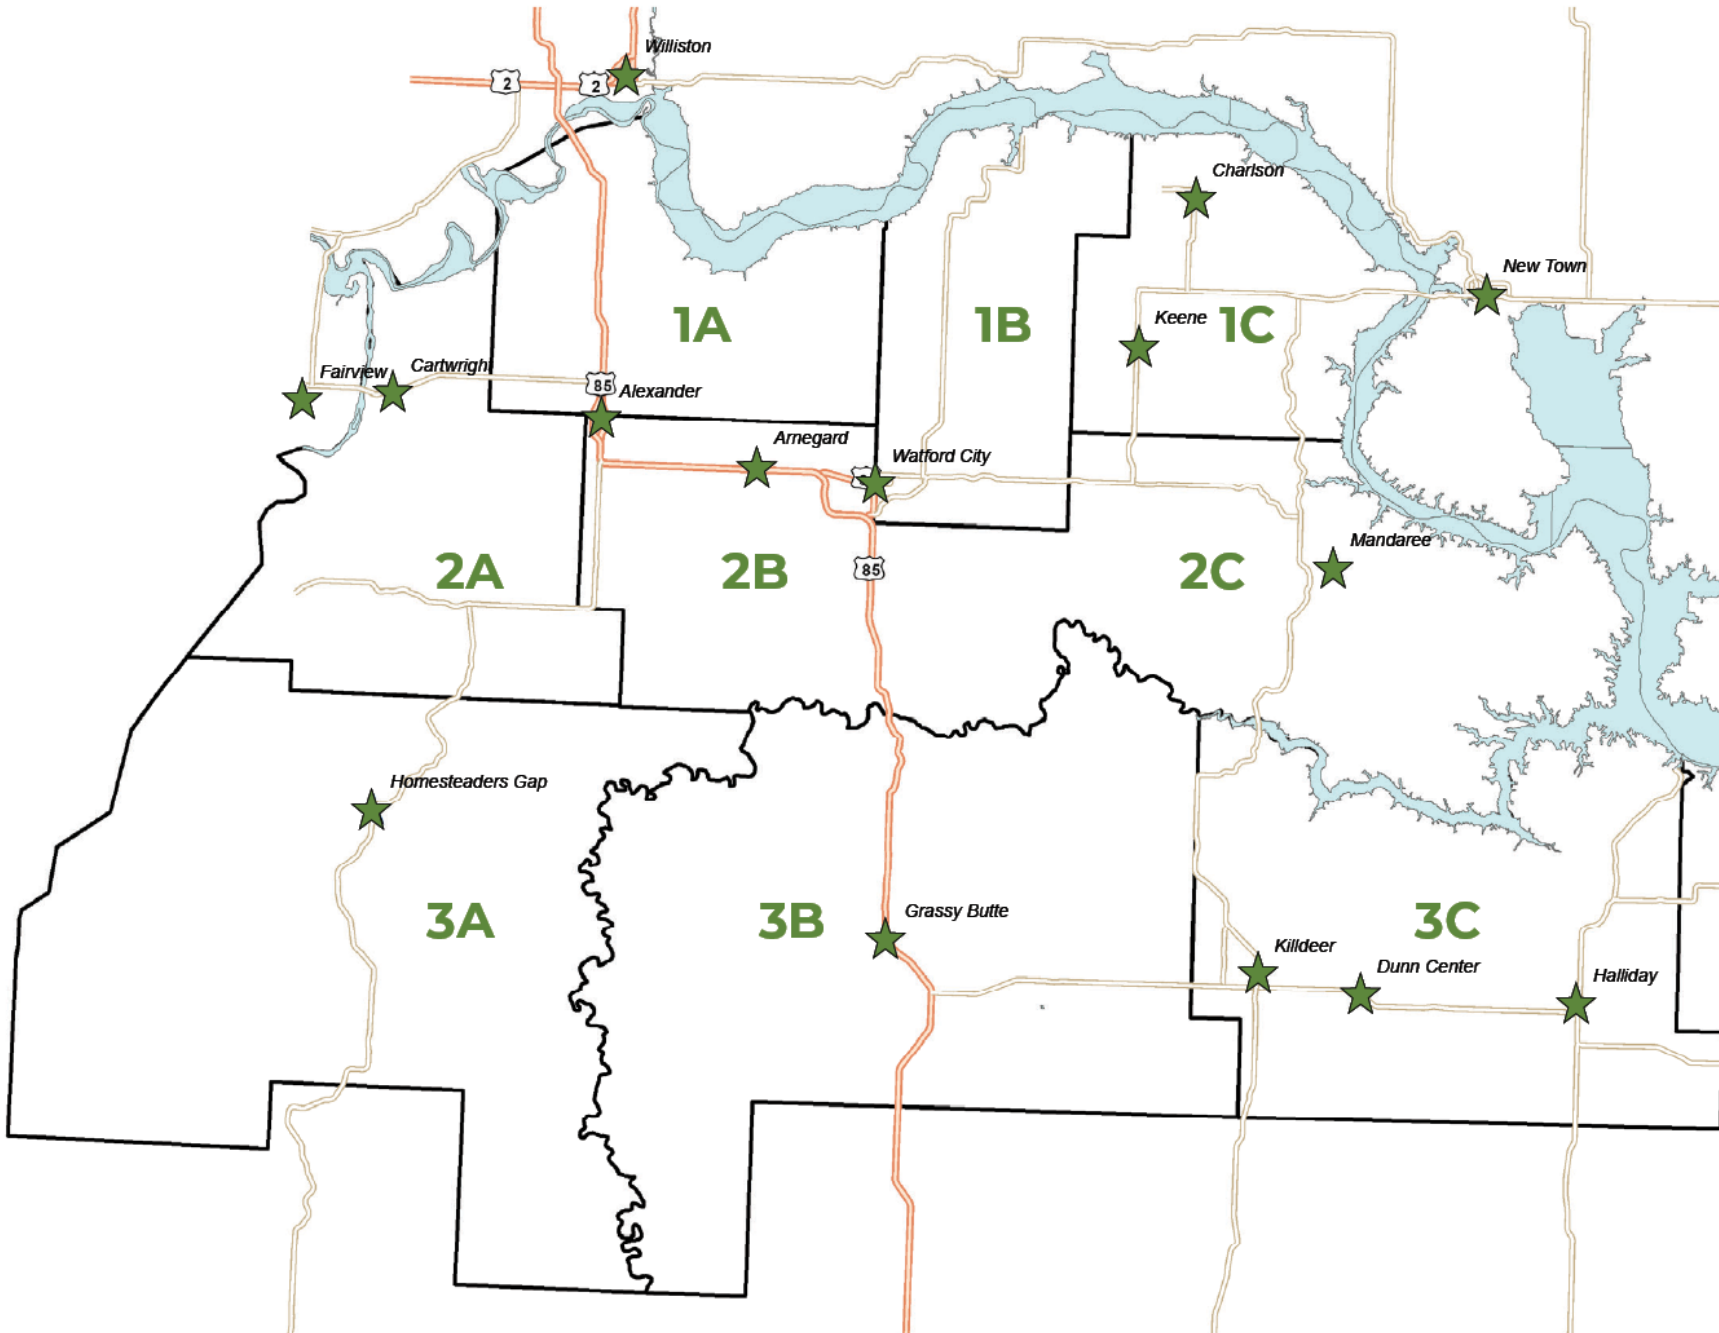 Williston
2
2
Charlson
New Town
1A
1B
1C
Keene
Fairview
Cartwright
85
Alexander
Arnegard
Watford City
Mandaree
2A
2B
85
2C
Homesteaders Gap
3A
3B
Grassy Butte
3C
Killdeer
Dunn Center
Halliday